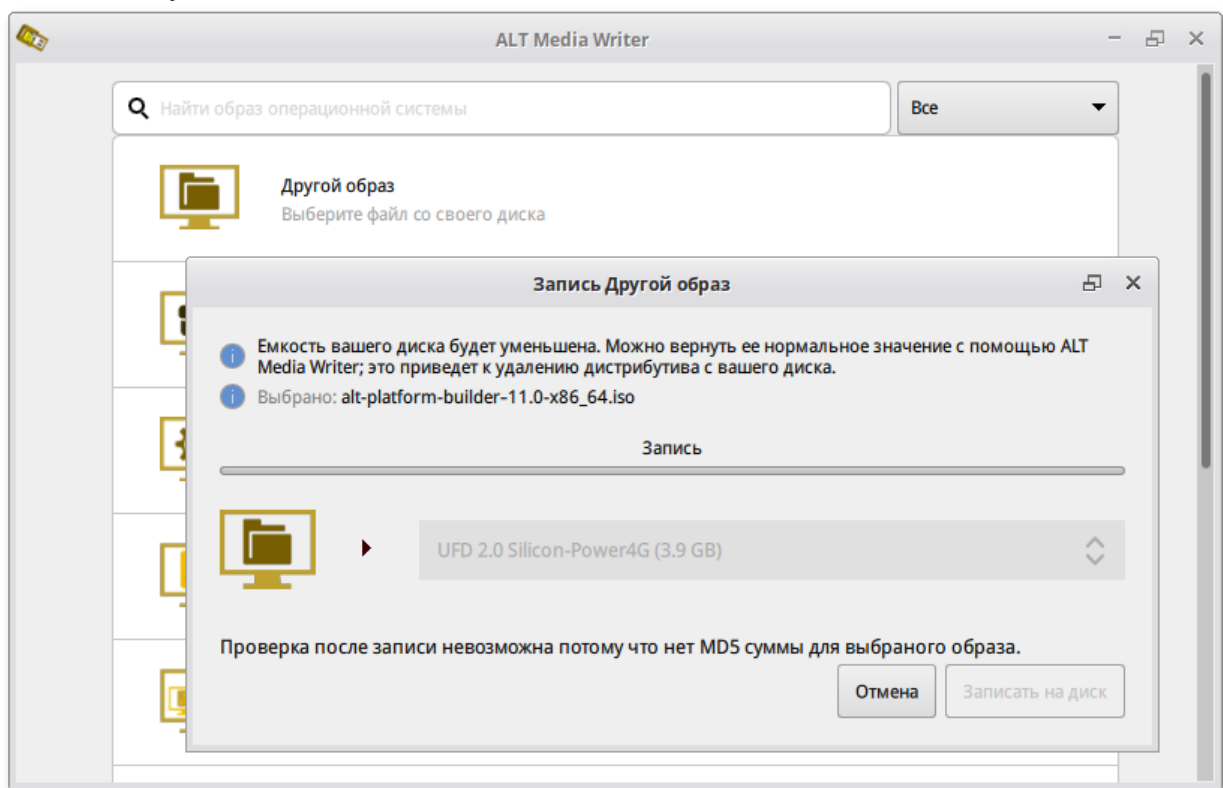 ALT Media Writer
Найти образ операционной системы
Все
Другой образ
Выберите файл со своего диска
Запись Другой образ
Емкость вашего диска будет уменьшена. Можно вернуть ее нормальное значение с помощью ALT
Media Writer; это приведет к удалению дистрибутива с вашего диска.
Выбрано: alt-platform-builder-11.0-x86_64.iso
Запись
UFD 2.0 Silicon-Power4G (3.9 GB)
Проверка после записи невозможна потому что нет MD5 суммы для выбраного образа.
Отмена
Записать на диск